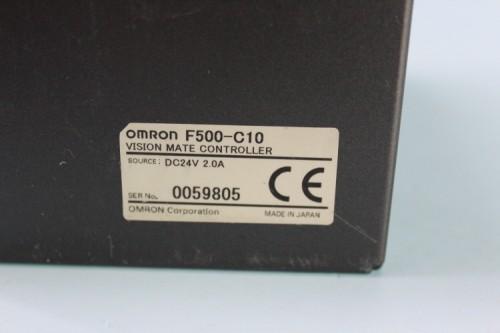 OMRON F500-C10
VISION MATE CONTROLLER
SOURCE: DC24V 2.0A
SER No. 0059805
CE
OMRON Corporation MADE IN JAPAN